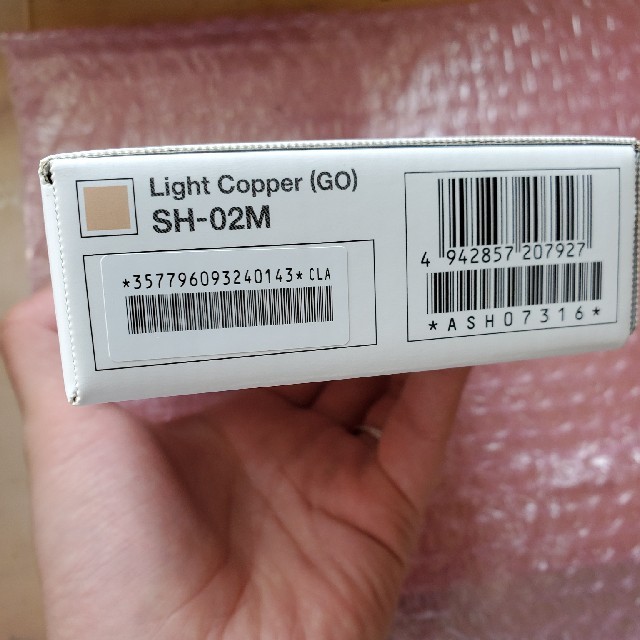 Light Copper (GO)
SH-02M
*357796093240143*CLA
4 942857 207927
*ASH07316*